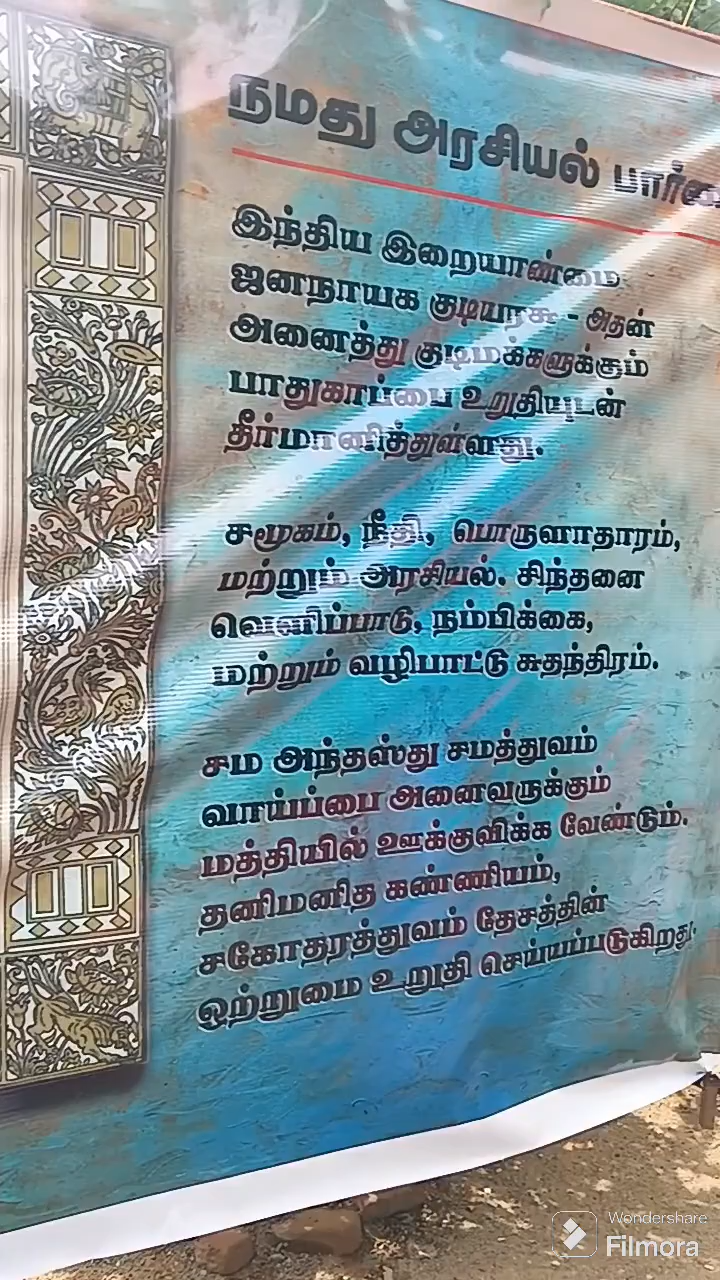 நமது அரசியல்
இந்திய இறையாண்மை
ஜனநாயக குடியரசு - அதன்
அனைத்து குடிமக்களுக்கும்
பாதுகாப்பை உறுதியுடன்
தீர்மானித்துள்ளது.
சமூகம், நீதி, பொருளாதாரம்,
மற்றும் அரசியல். சிந்தனை
வெளிப்பாடு, நம்பிக்கை,
மற்றும் வழிபாட்டு சுதந்திரம்.
சம அந்தஸ்து சமத்துவம்
வாய்ப்பை அனைவருக்கும்
மத்தியில் ஊக்குவிக்க வேண்டும்.
தனிமனித கண்ணியம்,
சகோதரத்துவம் தேசத்தின்
ஒற்றுமை உறுதி செய்யப்படுகிறது.
Wondershare
Filmora